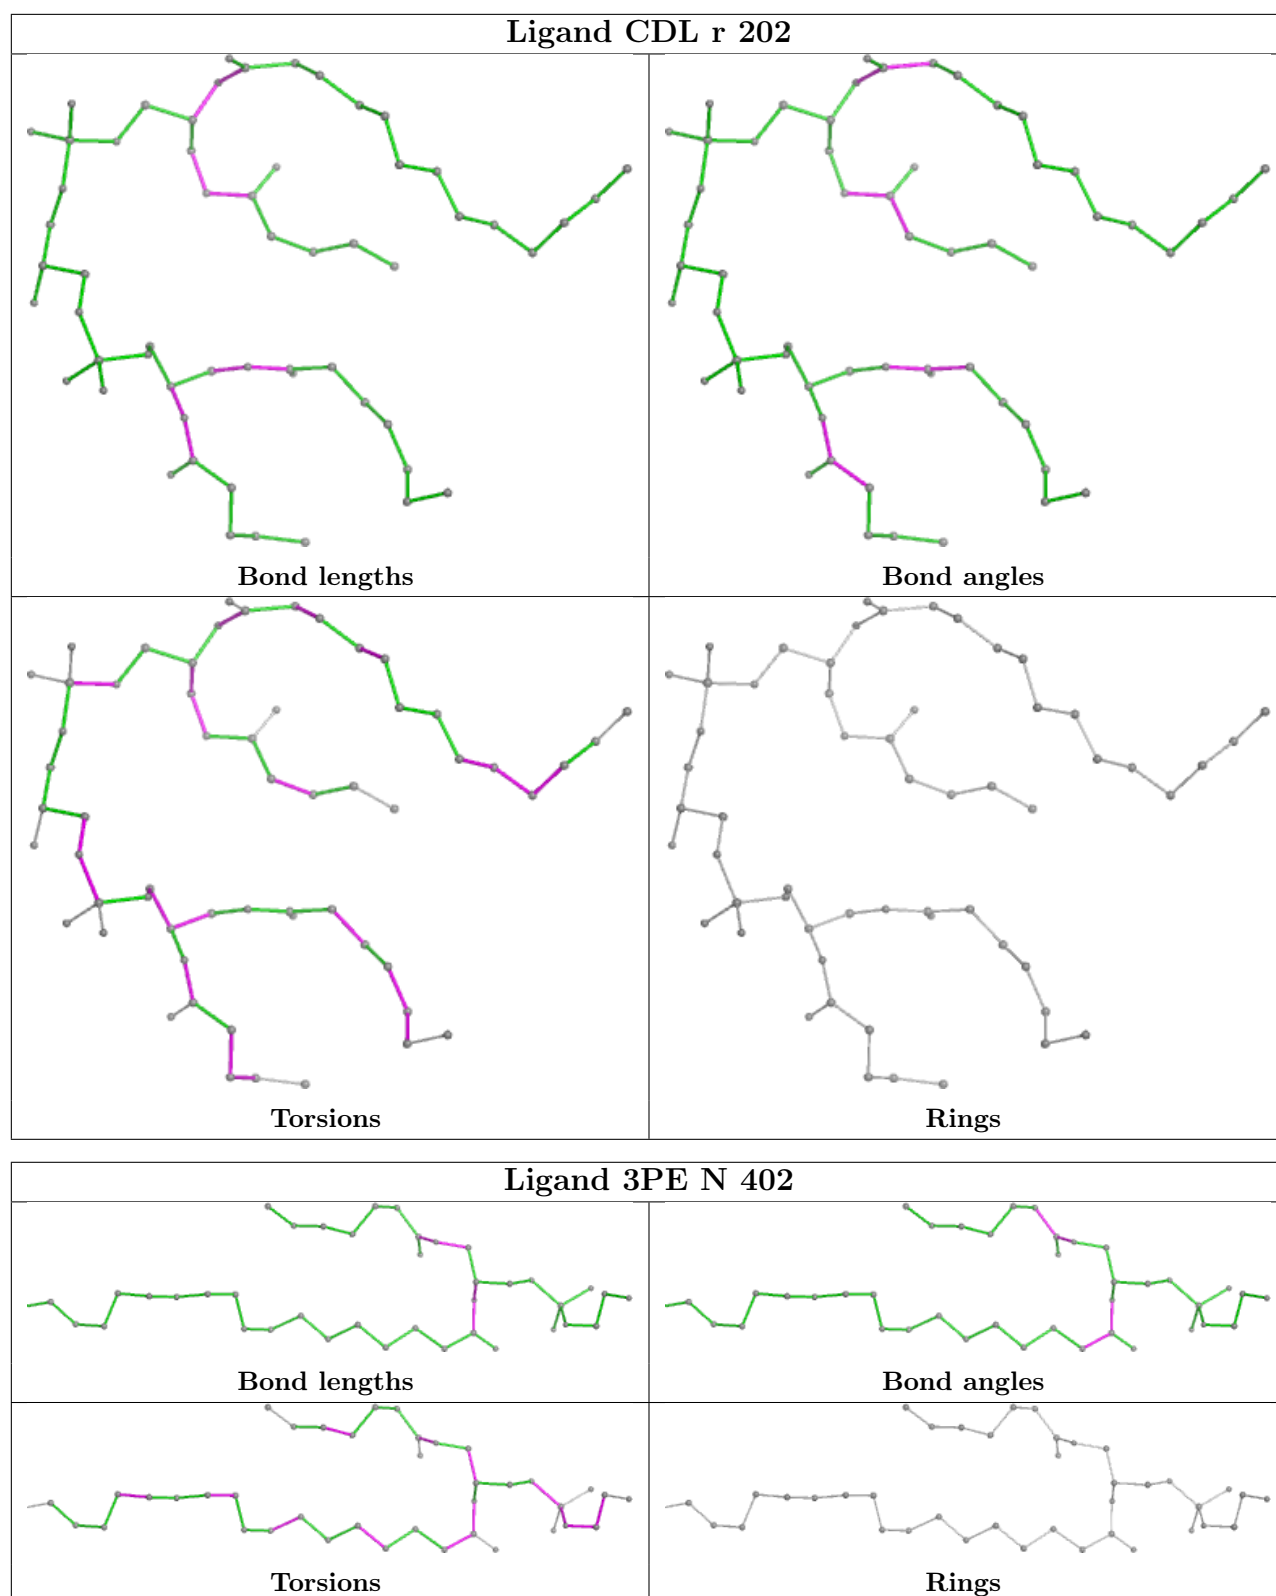 Ligand CDL r 202
Bond lengths
Bond angles
Torsions
Rings
Ligand 3PE N 402
Bond lengths
Bond angles
Torsions
Rings